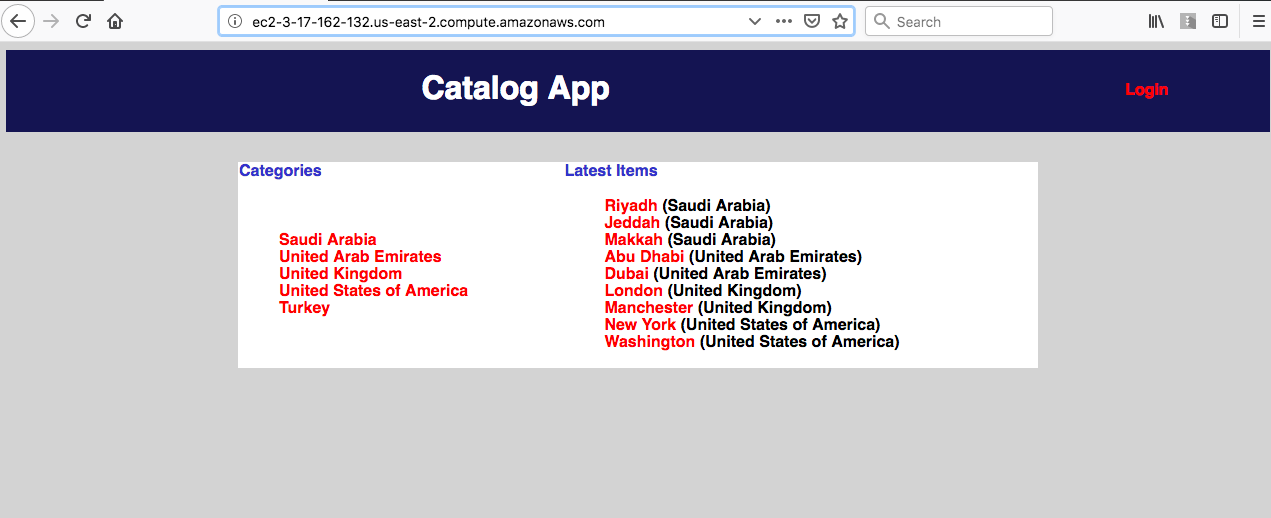 ec2-3-17-162-132.us-east-2.compute.amazonaws.com
Search
Catalog App
Login
Categories
Saudi Arabia
United Arab Emirates
United Kingdom
United States of America
Turkey
Latest Items
Riyadh (Saudi Arabia)
Jeddah (Saudi Arabia)
Makkah (Saudi Arabia)
Abu Dhabi (United Arab Emirates)
Dubai (United Arab Emirates)
London (United Kingdom)
Manchester (United Kingdom)
New York (United States of America)
Washington (United States of America)